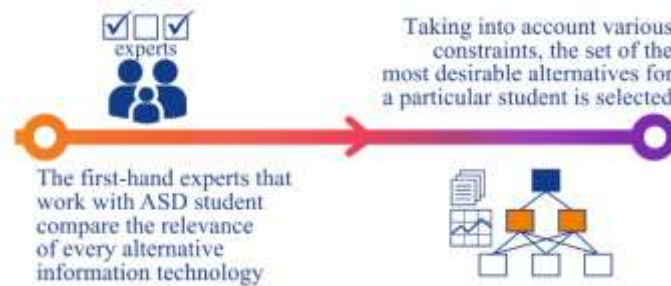 experts
The first-hand experts that
work with ASD student
compare the relevance
of every alternative
information technology
Taking into account various
constraints, the set of the
most desirable alternatives for
a particular student is selected